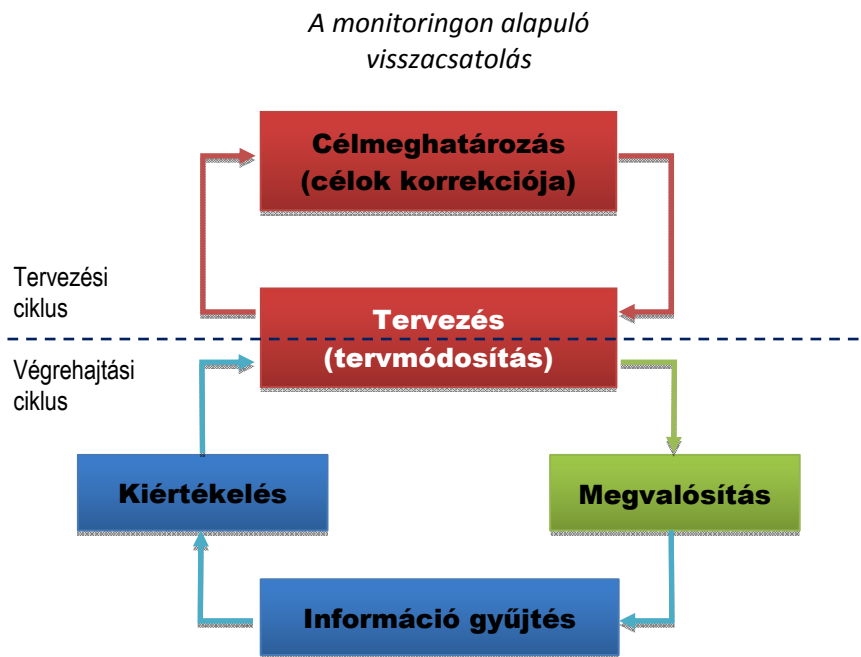 A monitoringon alapuló
visszacsatolás
Célmeghatározás
(célok korrekciója)
Tervezési
ciklus
Tervezés
(tervmódosítás)
Végrehajtási
ciklus
Kiértékelés
Megvalósítás
Információ gyűjtés